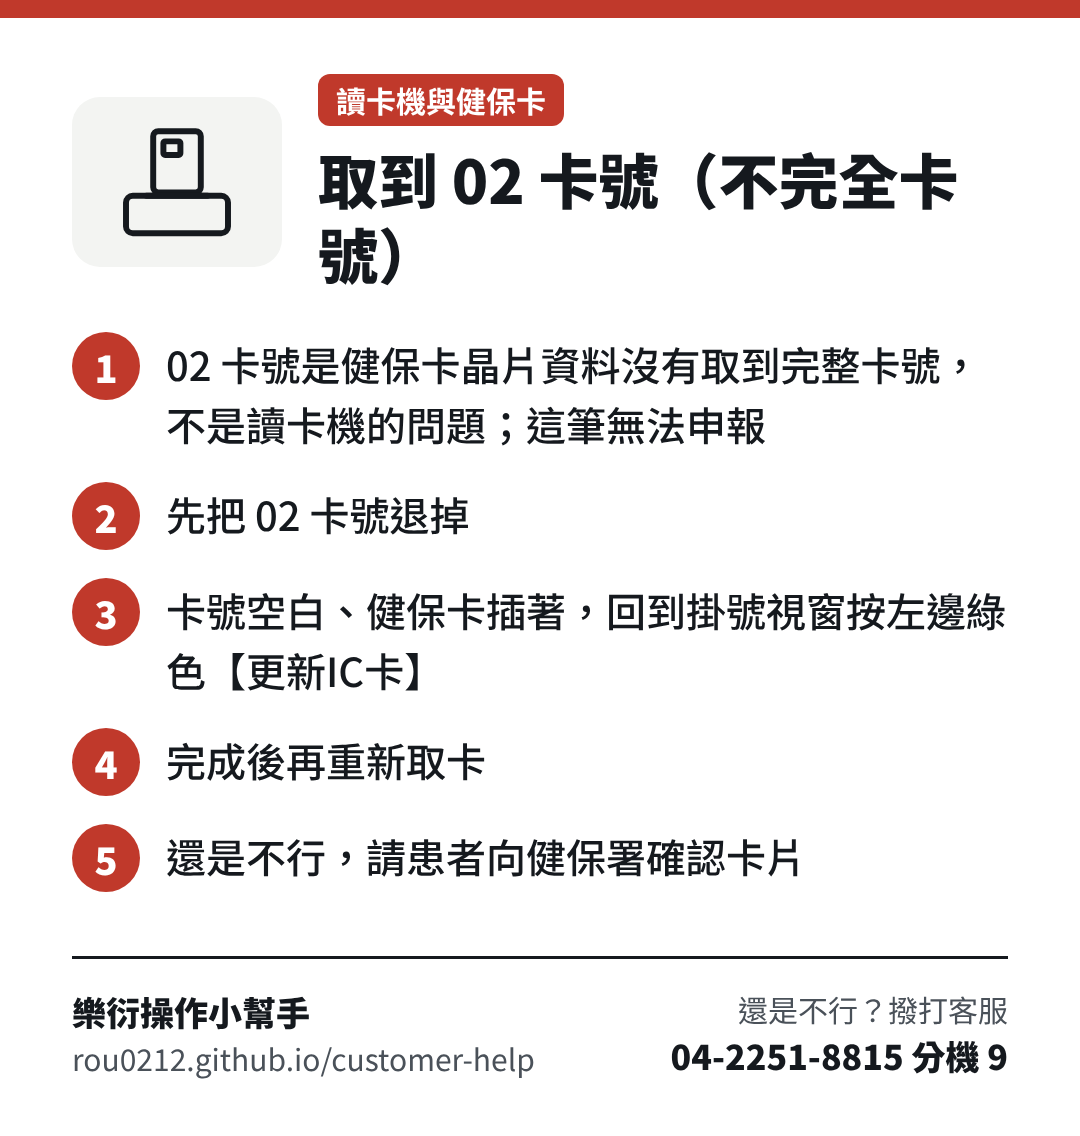 讀卡機與健保卡
取到 02 卡號（不完全卡
號）
1
02 卡號是健保卡晶片資料沒有取到完整卡號，
不是讀卡機的問題；這筆無法申報
2
先把 02 卡號退掉
3
卡號空白、健保卡插著，回到掛號視窗按左邊綠
色【更新IC卡】
4
完成後再重新取卡
5
還是不行，請患者向健保署確認卡片
樂衍操作小幫手
rou0212.github.io/customer-help
還是不行？撥打客服
04-2251-8815 分機 9